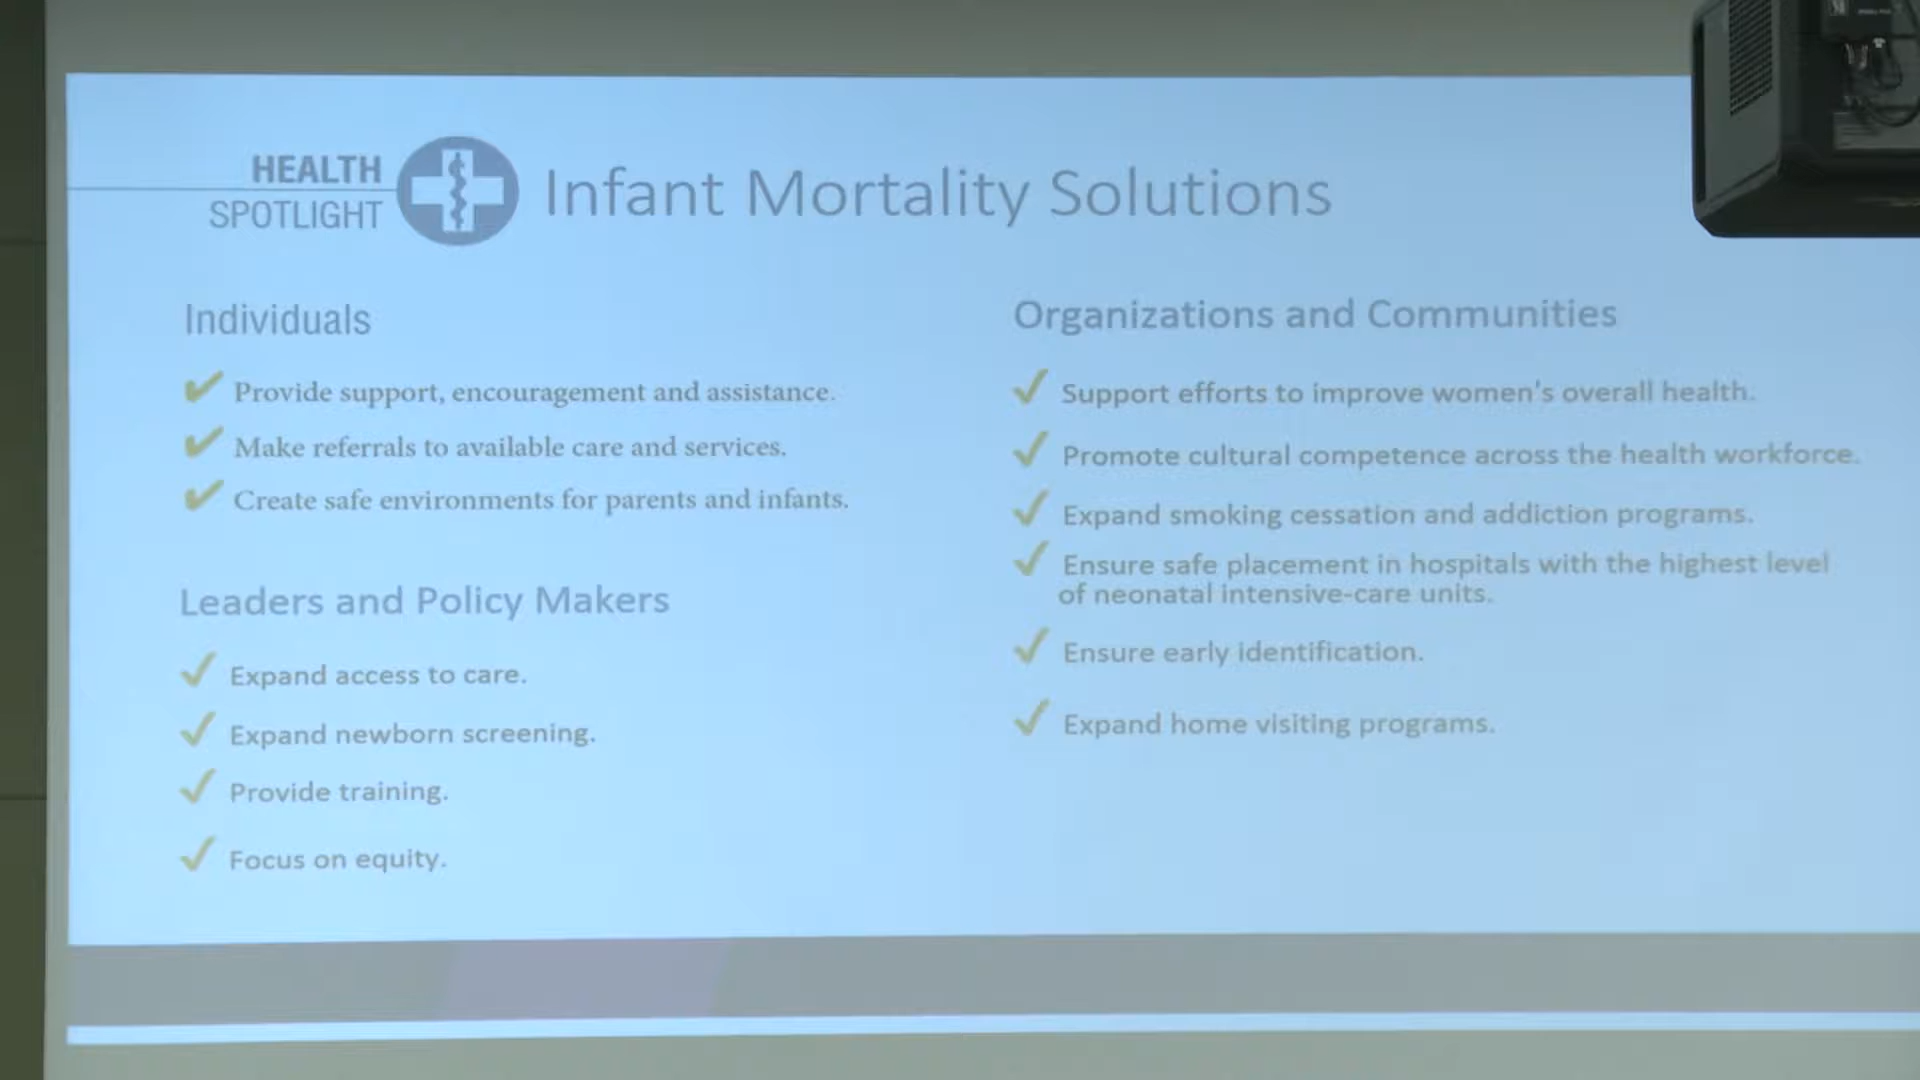 HEALTH
SPOTLIGHT
Infant Mortality Solutions
Individuals
Provide support, encouragement and assistance.
Make referrals to available care and services.
Create safe environments for parents and infants.
Leaders and Policy Makers
Expand access to care.
Expand newborn screening.
Provide training.
Focus on equity.
Organizations and Communities
Support efforts to improve women's overall health.
Promote cultural competence across the health workforce.
Expand smoking cessation and addiction programs.
Ensure safe placement in hospitals with the highest level
of neonatal intensive-care units.
Ensure early identification.
Expand home visiting programs.